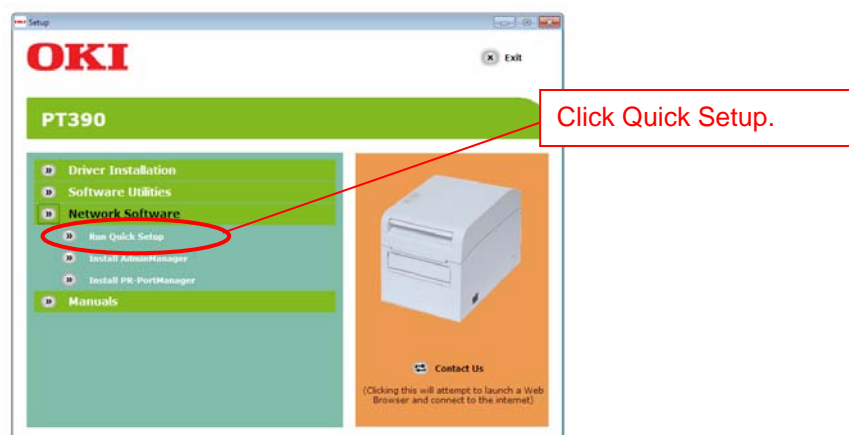 Setup
OKI
Exit
PT390
Click Quick Setup.
Driver Installation
Software Utilities
Network Software
Run Quick Setup
Install AdminManager
Install PR-PortManager
Manuals
Contact Us
(Clicking this will attempt to launch a Web
Browser and connect to the internet)